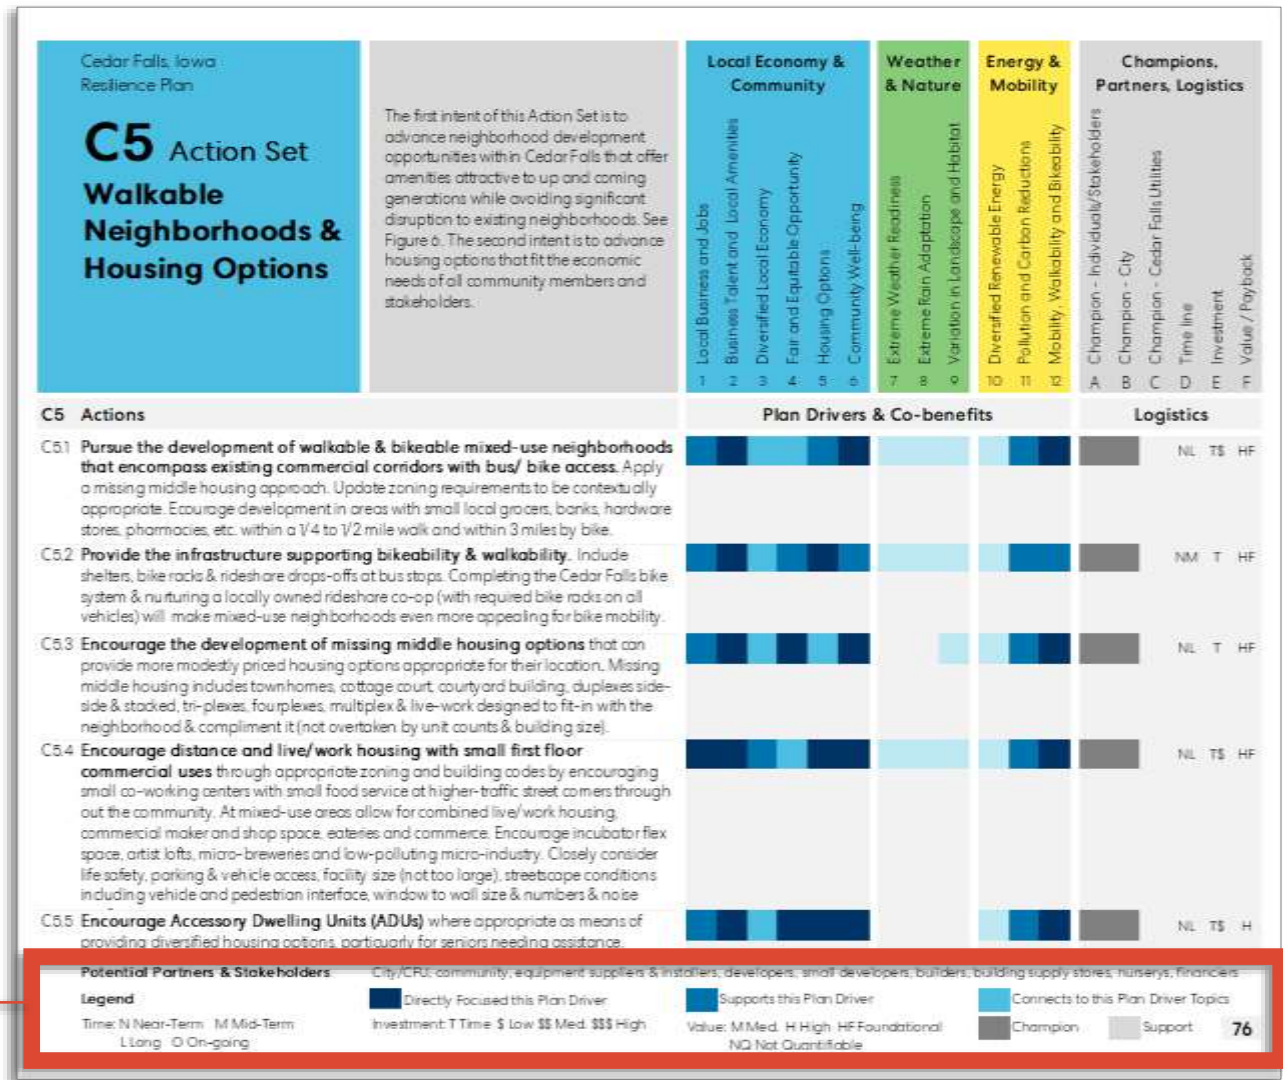 Cedar Falls, Iowa
Resilience Plan
C5 Action Set
Walkable
Neighborhoods &
Housing Options
The first intent of this Action Set is to
advance neighborhood development
opportunities within Cedar Falls that offer
amenities attractive to up and coming
generations while avoiding significant
disruption to existing neighborhoods. See
Figure 6. The second intent is to advance
housing options that fit the economic
needs of all community members and
stakeholders.
Local Economy &
Community
Weather
& Nature
Energy &
Mobility
Champions,
Partners, Logistics
Local Business and Jobs
Business Talent and Local Amenities
Diversified Local Economy
Fair and Equitable Opportunity
Housing Options
Community Well-being
Extreme Weather Readiness
Extreme Rain Adaptation
Variation in Landscape and Habitat
Diversified Renewable Energy
Pollution and Carbon Reductions
Mobility, Walkability and Bikeability
Champion - Individuals/Stakeholders
Champion - City
Champion - Cedar Falls Utilities
Time line
Investment
Value / Payback
1 2 3 4 5 6 7 8 9 10 11 12 A B C D E F
C5 Actions Plan Drivers & Co-benefits Logistics
C5.1 Pursue the development of walkable & bikeable mixed-use neighborhoods NL T$ HF
that encompass existing commercial corridors with bus/ bike access. Apply
a missing middle housing approach. Update zoning requirements to be contextually
appropriate. Ecourage development in areas with small local grocers, banks, hardware
stores, pharmacies, etc. within a 1/4 to 1/2 mile walk and within 3 miles by bike.
C5.2 Provide the infrastructure supporting bikeability & walkability. Include NM T HF
shelters, bike racks & rideshare drops-offs at bus stops. Completing the Cedar Falls bike
system & nurturing a locally owned rideshare co-op (with required bike racks on all
vehicles) will make mixed-use neighborhoods even more appealing for bike mobility.
C5.3 Encourage the development of missing middle housing options that can NL T HF
provide more modestly priced housing options appropriate for their location. Missing
middle housing includes townhomes, cottage court, courtyard building, duplexes side-
side & stacked, tri-plexes, fourplexes, multiplex & live-work designed to fit-in with the
neighborhood & compliment it (not overtaken by unit counts & building size).
C5.4 Encourage distance and live/work housing with small first floor NL T$ HF
commercial uses through appropriate zoning and building codes by encouraging
small co-working centers with small food service at higher-traffic street corners through
out the community. At mixed-use areas allow for combined live/work housing,
commercial maker and shop space, eateries and commerce. Encourage incubator flex
space, artist lofts, micro-breweries and low-polluting micro-industry. Closely consider
life safety, parking & vehicle access, facility size (not too large), streetscape conditions
including vehicle and pedestrian interface, window to wall size & numbers & noise
C5.5 Encourage Accessory Dwelling Units (ADUs) where appropriate as means of NL T$ H
providing diversified housing options, particuarly for seniors needing assistance.
Potential Partners & Stakeholders City/CFU, community, equipment suppliers & installers, developers, small developers, builders, building supply stores, nurserys, financiers
Legend Directly Focused this Plan Driver Supports this Plan Driver Connects to this Plan Driver Topics
Time: N Near-Term M Mid-Term Investment: T Time $ Low $$ Med. $$$ High Value: M Med. H High HF Foundational Champion Support 76
L Long O On-going NQ Not Quantifiable